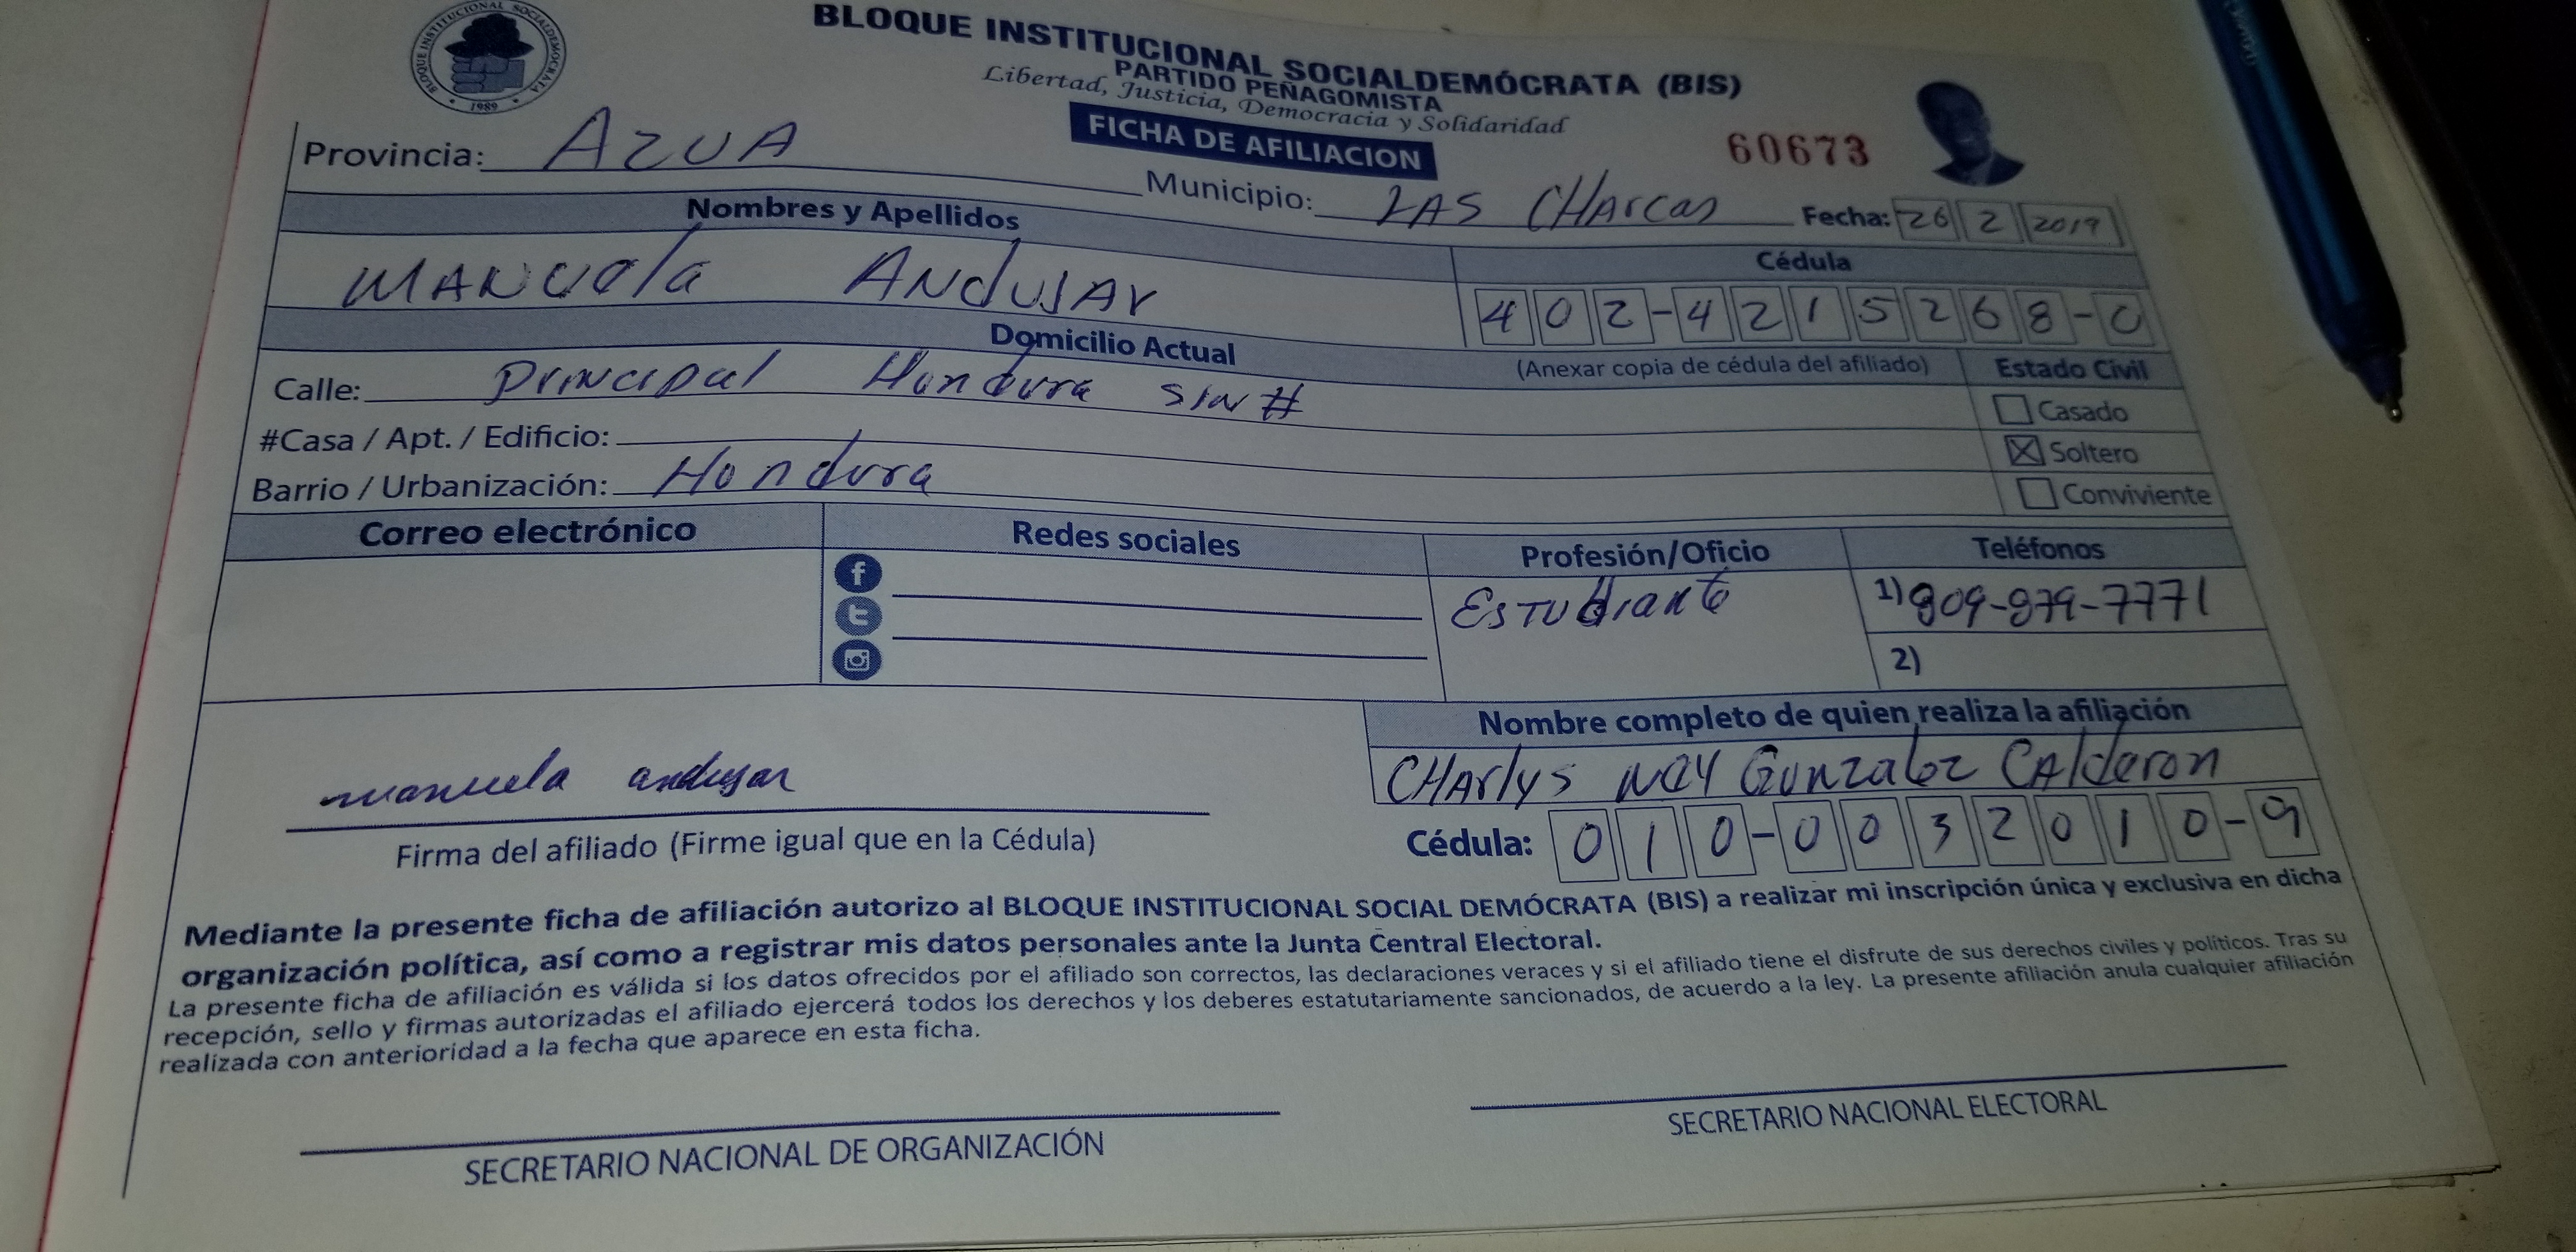 BLOQUE INSTITUCIONAL SOCIALDEMOCRATA
1989
BLOQUE INSTITUCIONAL SOCIALDEMÓCRATA (BIS)
PARTIDO PEÑAGOMISTA
Libertad, Justicia, Democracia y Solidaridad
FICHA DE AFILIACION
60673
Provincia: AZUA
Municipio: LAS CHArcas
Fecha: 26 2 2019
Nombres y Apellidos
MANUela ANdUJAr
Cédula
402-4215268-0
(Anexar copia de cédula del afiliado)
Domicilio Actual
Calle: principal Hondura sin #
#Casa / Apt. / Edificio:
Barrio / Urbanización: Hondura
Estado Civil
Casado
☒ Soltero
Conviviente
Correo electrónico
Redes sociales
Profesión/Oficio
ESTUdiante
Teléfonos
1) 809-879-7771
2)
Nombre completo de quien realiza la afiliación
CHArlys Ney Gonzalez CAlderon
Cédula: 010-0032010-9
manuela andujar
Firma del afiliado (Firme igual que en la Cédula)
Mediante la presente ficha de afiliación autorizo al BLOQUE INSTITUCIONAL SOCIAL DEMÓCRATA (BIS) a realizar mi inscripción única y exclusiva en dicha
organización política, así como a registrar mis datos personales ante la Junta Central Electoral.
La presente ficha de afiliación es válida si los datos ofrecidos por el afiliado son correctos, las declaraciones veraces y si el afiliado tiene el disfrute de sus derechos civiles y políticos. Tras su
recepción, sello y firmas autorizadas el afiliado ejercerá todos los derechos y los deberes estatutariamente sancionados, de acuerdo a la ley. La presente afiliación anula cualquier afiliación
realizada con anterioridad a la fecha que aparece en esta ficha.
SECRETARIO NACIONAL DE ORGANIZACIÓN
SECRETARIO NACIONAL ELECTORAL